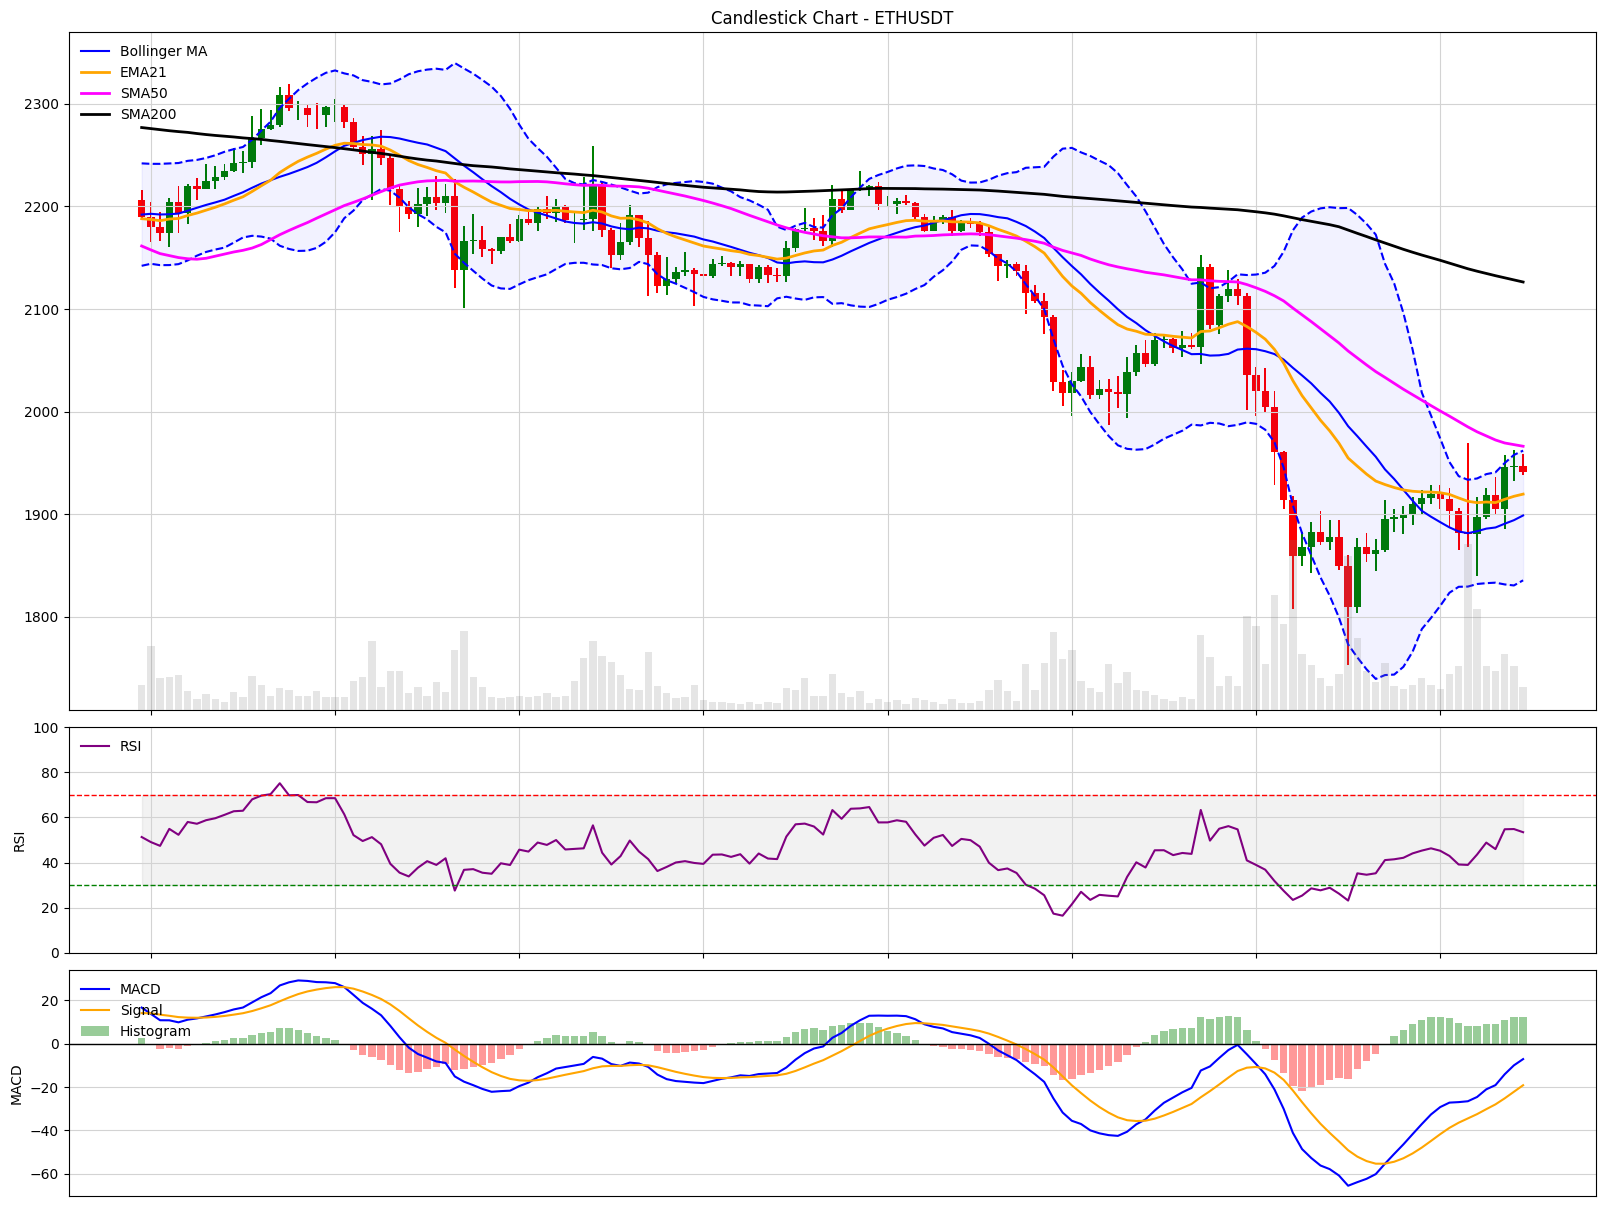 Candlestick Chart - ETHUSDT
Bollinger MA
EMA21
SMA50
SMA200
2300
2200
2100
2000
1900
1800
RSI
100
80
60
40
20
0
RSI
MACD
Signal
Histogram
20
0
−20
−40
−60
MACD